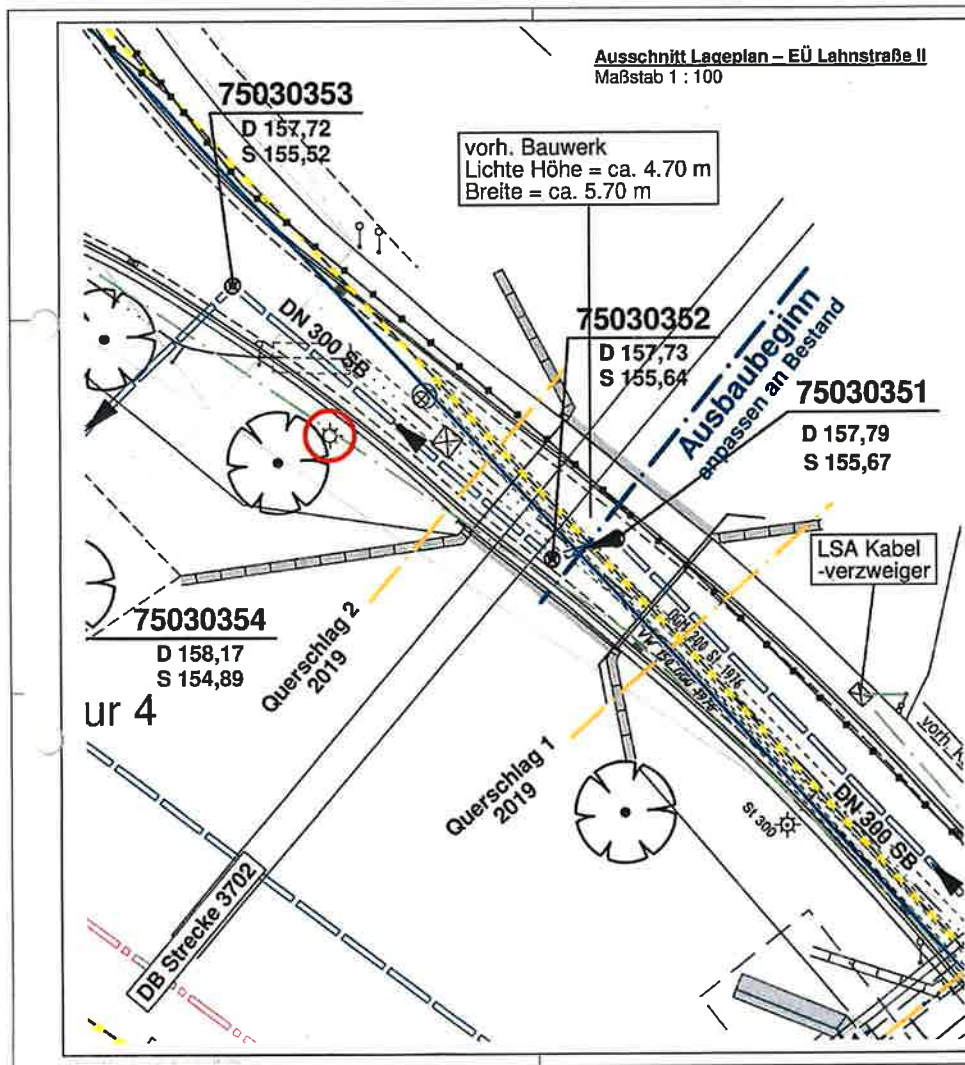 Ausschnitt Lageplan – EÜ Lahnstraße II
Maßstab 1 : 100
75030353
D 157,72
S 155,52
vorh. Bauwerk
Lichte Höhe = ca. 4.70 m
Breite = ca. 5.70 m
DN 300 SB
75030352
D 157,73
S 155,64
Ausbaubeginn
anpassen an Bestand
75030351
D 157,79
S 155,67
LSA Kabel
-verzweiger
75030354
D 158,17
S 154,89
ur 4
Querschlag 2
2019
Querschlag 1
2019
St 300
DN 300 SB
DB Strecke 3702